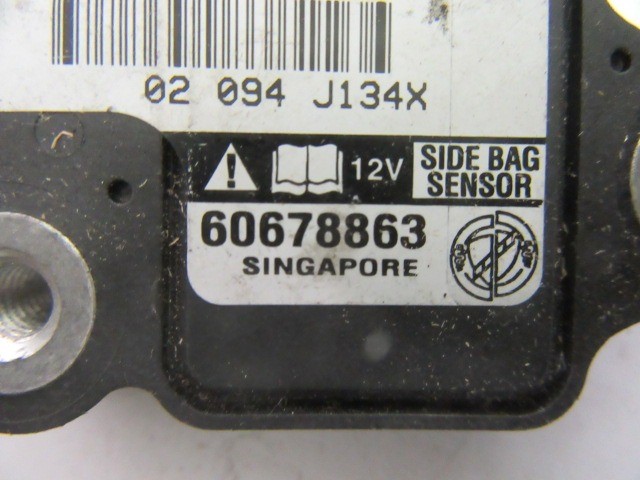 02 094 J134X
12V
SIDE BAG
SENSOR
60678863
SINGAPORE